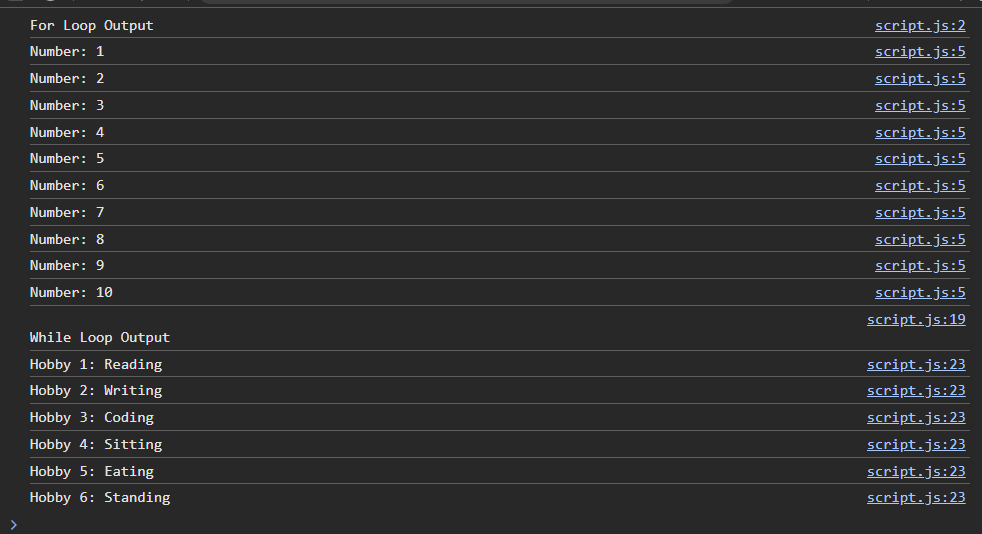 For Loop Output script.js:2
Number: 1 script.js:5
Number: 2 script.js:5
Number: 3 script.js:5
Number: 4 script.js:5
Number: 5 script.js:5
Number: 6 script.js:5
Number: 7 script.js:5
Number: 8 script.js:5
Number: 9 script.js:5
Number: 10 script.js:5
script.js:19
While Loop Output
Hobby 1: Reading script.js:23
Hobby 2: Writing script.js:23
Hobby 3: Coding script.js:23
Hobby 4: Sitting script.js:23
Hobby 5: Eating script.js:23
Hobby 6: Standing script.js:23